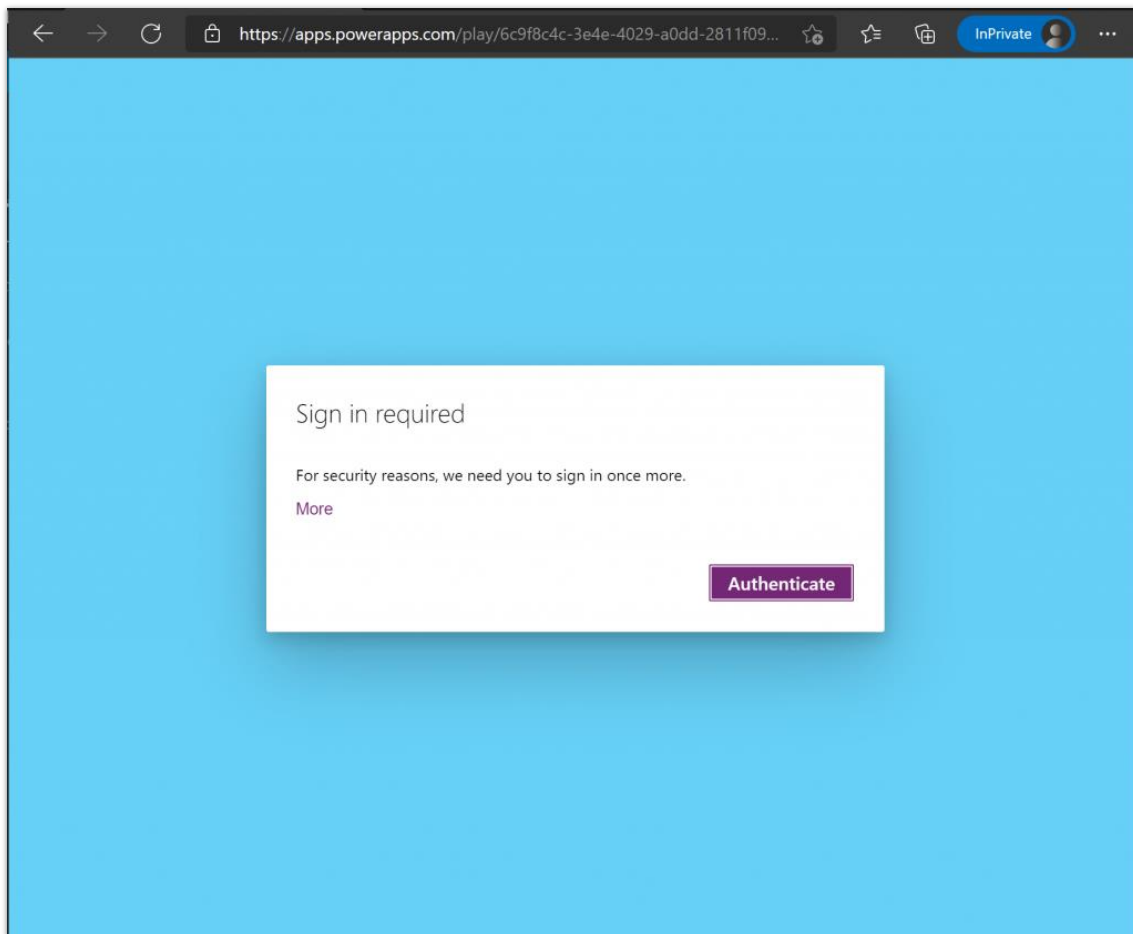 https://apps.powerapps.com/play/6c9f8c4c-3e4e-4029-a0dd-2811f09...
InPrivate
Sign in required
For security reasons, we need you to sign in once more.
More
Authenticate